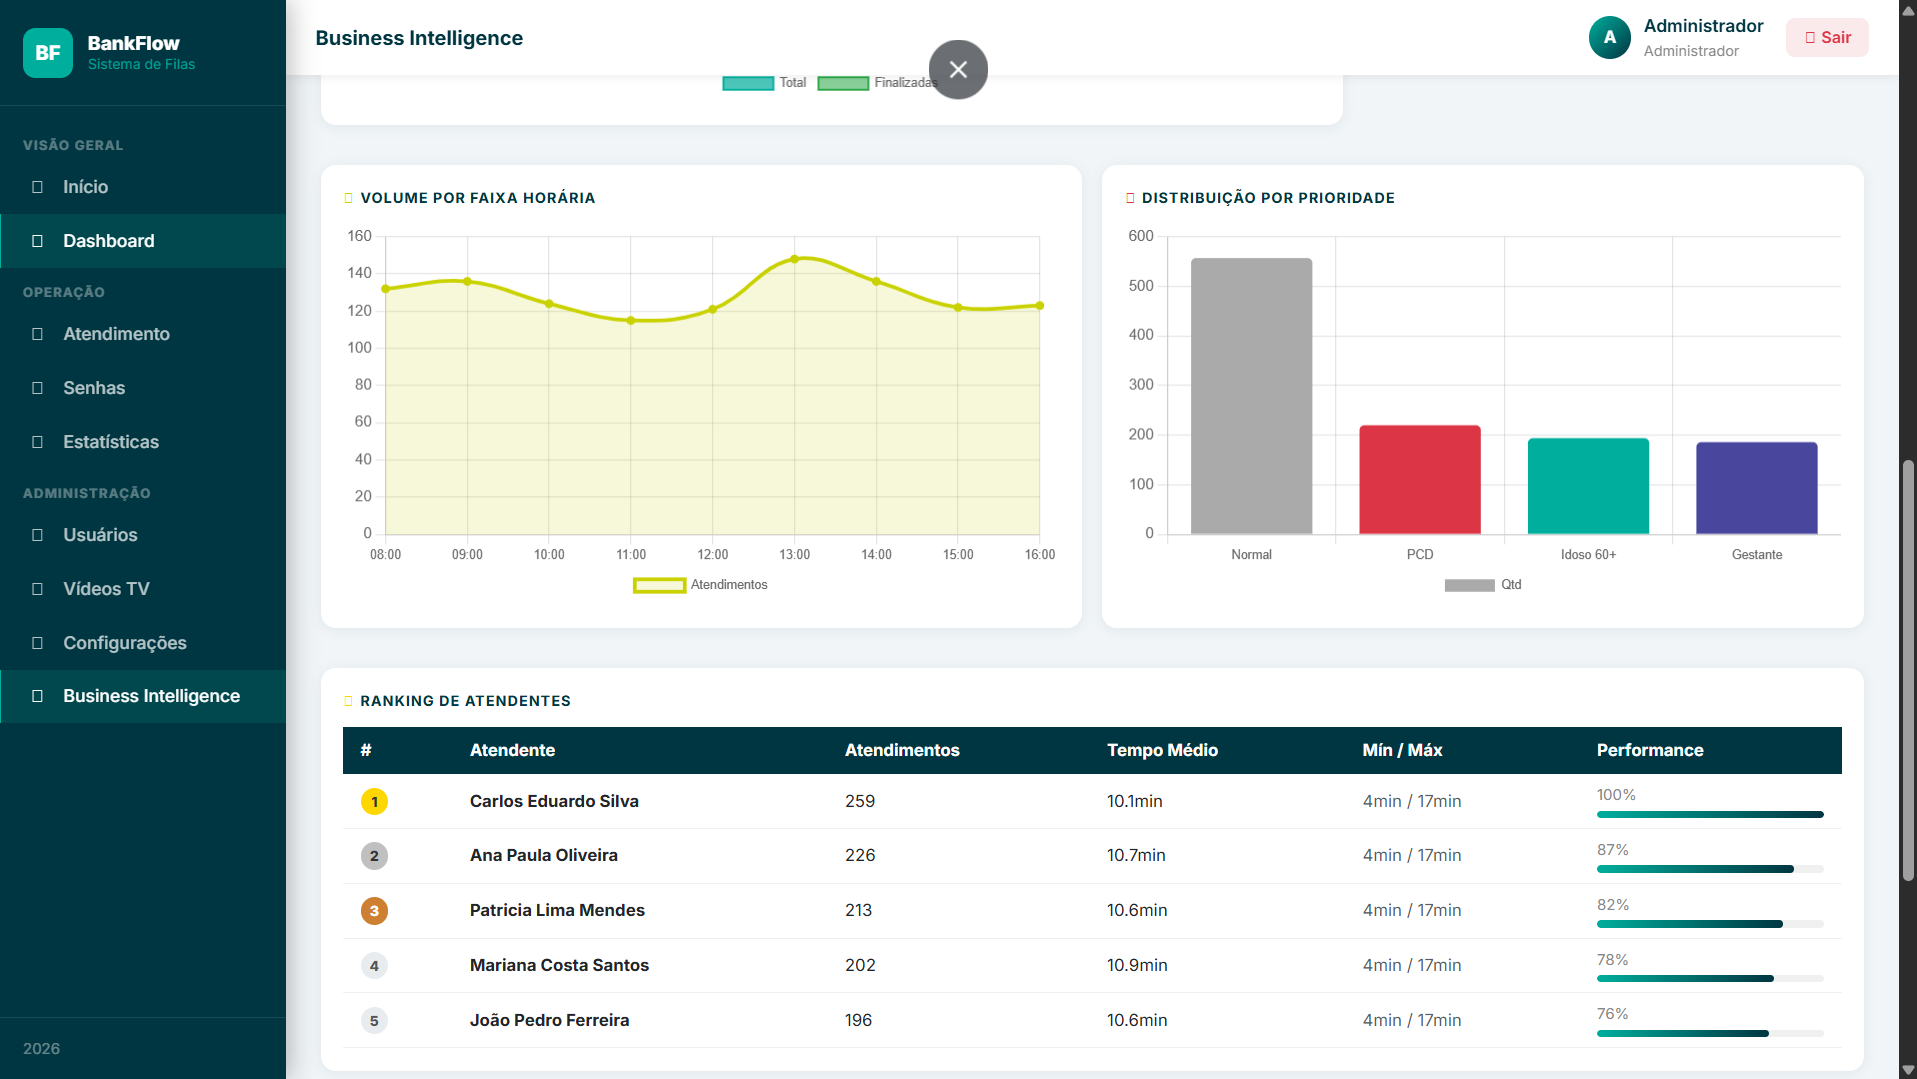 BF
BankFlow
Sistema de Filas
VISÃO GERAL
Início
Dashboard
OPERAÇÃO
Atendimento
Senhas
Estatísticas
ADMINISTRAÇÃO
Usuários
Vídeos TV
Configurações
Business Intelligence
2026
Business Intelligence
A
Administrador
Administrador
Sair
Total Finalizadas
VOLUME POR FAIXA HORÁRIA
160
140
120
100
80
60
40
20
0
08:00 09:00 10:00 11:00 12:00 13:00 14:00 15:00 16:00
Atendimentos
DISTRIBUIÇÃO POR PRIORIDADE
600
500
400
300
200
100
0
Normal PCD Idoso 60+ Gestante
Qtd
RANKING DE ATENDENTES
# Atendente Atendimentos Tempo Médio Mín / Máx Performance
1 Carlos Eduardo Silva 259 10.1min 4min / 17min 100%
2 Ana Paula Oliveira 226 10.7min 4min / 17min 87%
3 Patricia Lima Mendes 213 10.6min 4min / 17min 82%
4 Mariana Costa Santos 202 10.9min 4min / 17min 78%
5 João Pedro Ferreira 196 10.6min 4min / 17min 76%